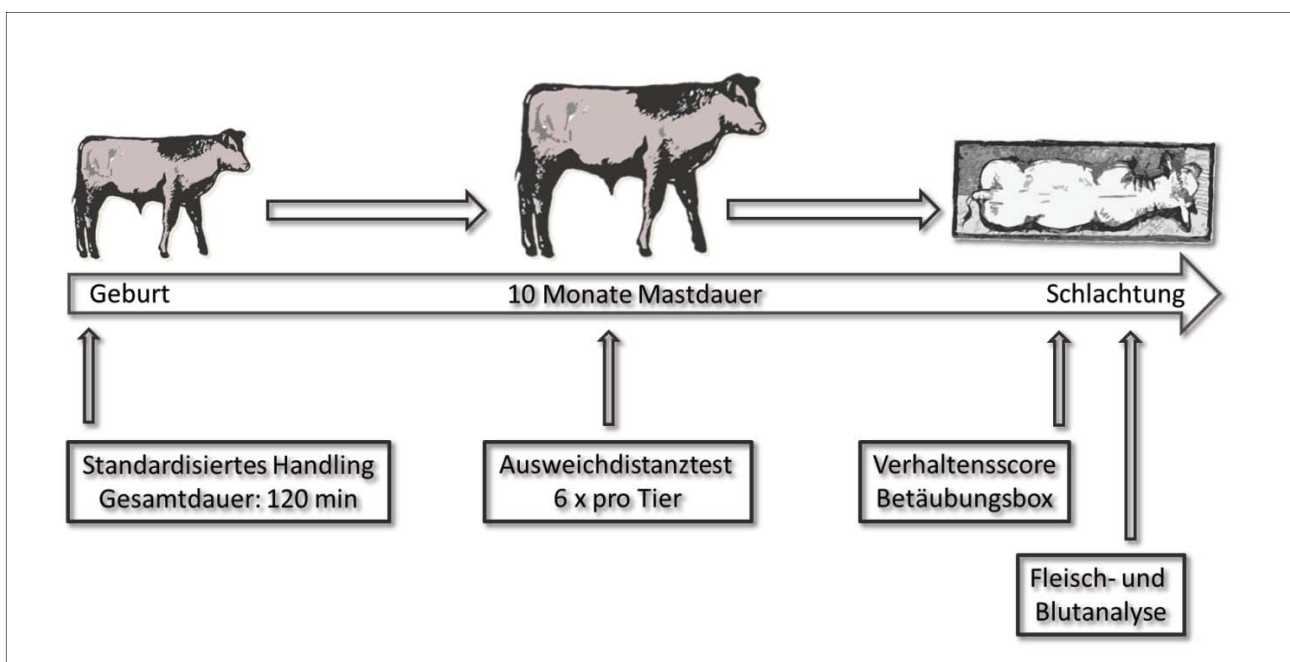 Geburt
10 Monate Mastdauer
Schlachtung
Standardisiertes Handling
Gesamtdauer: 120 min
Ausweichdistanztest
6 x pro Tier
Verhaltensscore
Betäubungsbox
Fleisch- und
Blutanalyse